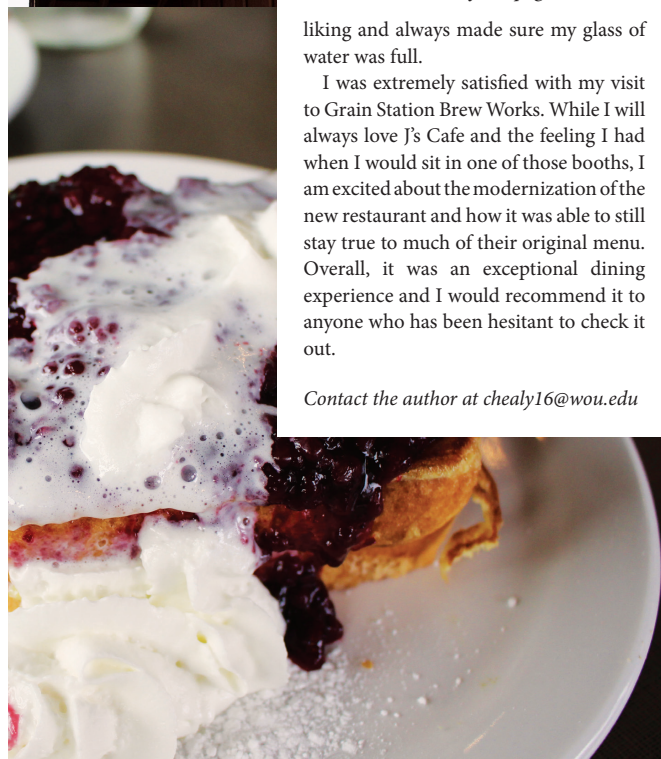 liking and always made sure my glass of
water was full.
I was extremely satisfied with my visit
to Grain Station Brew Works. While I will
always love J's Cafe and the feeling I had
when I would sit in one of those booths, I
am excited about the modernization of the
new restaurant and how it was able to still
stay true to much of their original menu.
Overall, it was an exceptional dining
experience and I would recommend it to
anyone who has been hesitant to check it
out.
Contact the author at chealy16@wou.edu